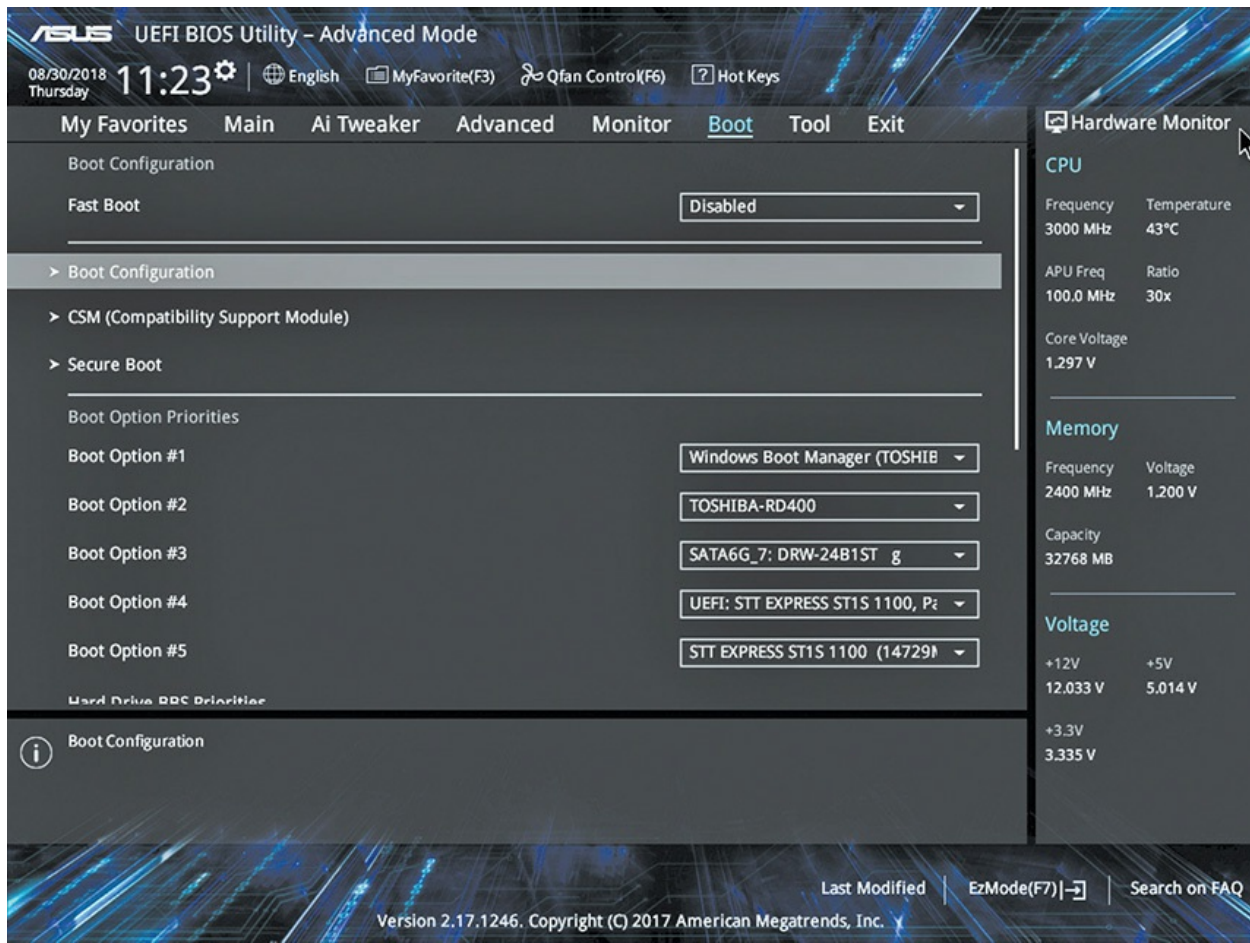 ASUS UEFI BIOS Utility – Advanced Mode
08/30/2018
Thursday
11:23
English
MyFavorite(F3)
Qfan Control(F6)
? Hot Keys
My Favorites Main Ai Tweaker Advanced Monitor Boot Tool Exit
Boot Configuration
Fast Boot Disabled
> Boot Configuration
> CSM (Compatibility Support Module)
> Secure Boot
Boot Option Priorities
Boot Option #1 Windows Boot Manager (TOSHIB
Boot Option #2 TOSHIBA-RD400
Boot Option #3 SATA6G_7: DRW-24B1ST g
Boot Option #4 UEFI: STT EXPRESS ST1S 1100, Pa
Boot Option #5 STT EXPRESS ST1S 1100 (14729M
Hard Drive BBS Priorities
Boot Configuration
Hardware Monitor
CPU
Frequency Temperature
3000 MHz 43°C
APU Freq Ratio
100.0 MHz 30x
Core Voltage
1.297 V
Memory
Frequency Voltage
2400 MHz 1.200 V
Capacity
32768 MB
Voltage
+12V +5V
12.033 V 5.014 V
+3.3V
3.335 V
Last Modified
EzMode(F7)
Search on FAQ
Version 2.17.1246. Copyright (C) 2017 American Megatrends, Inc.